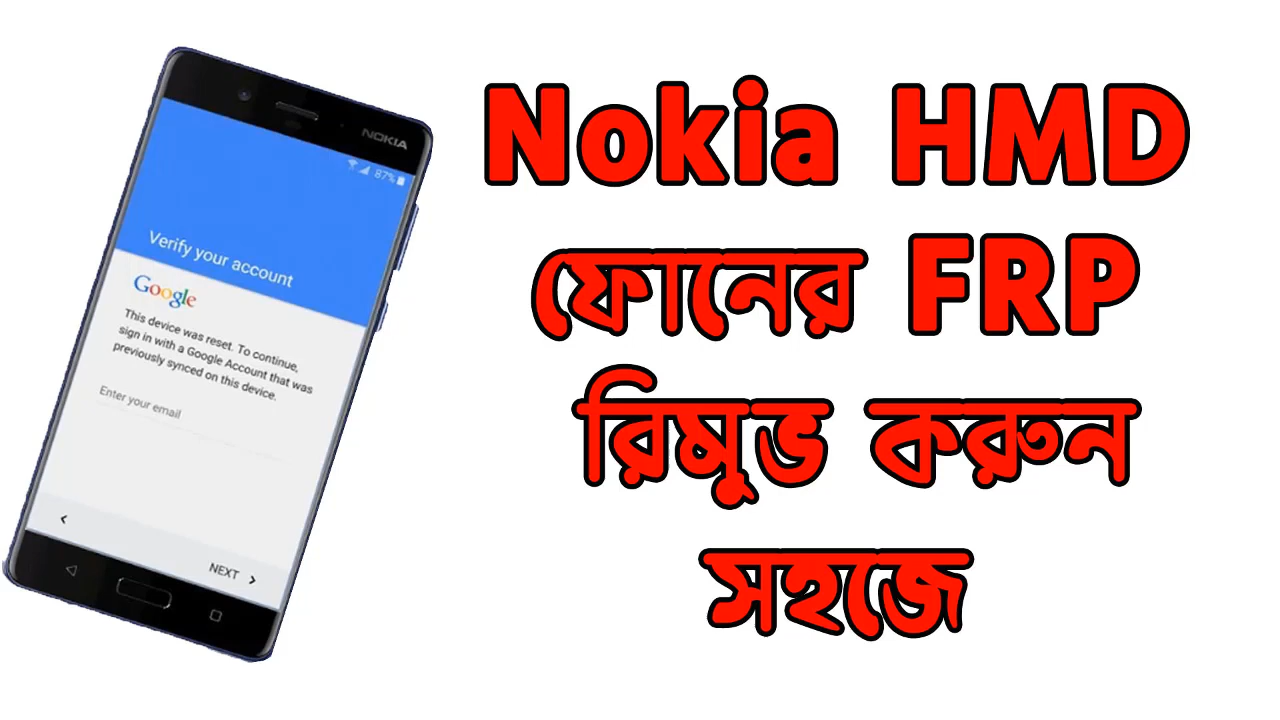 NOKIA
87%
Verify your account
Google
This device was reset. To continue,
sign in with a Google Account that was
previously synced on this device.
Enter your email
NEXT
Nokia HMD
ফোনের FRP
রিমুভ করুন
সহজে